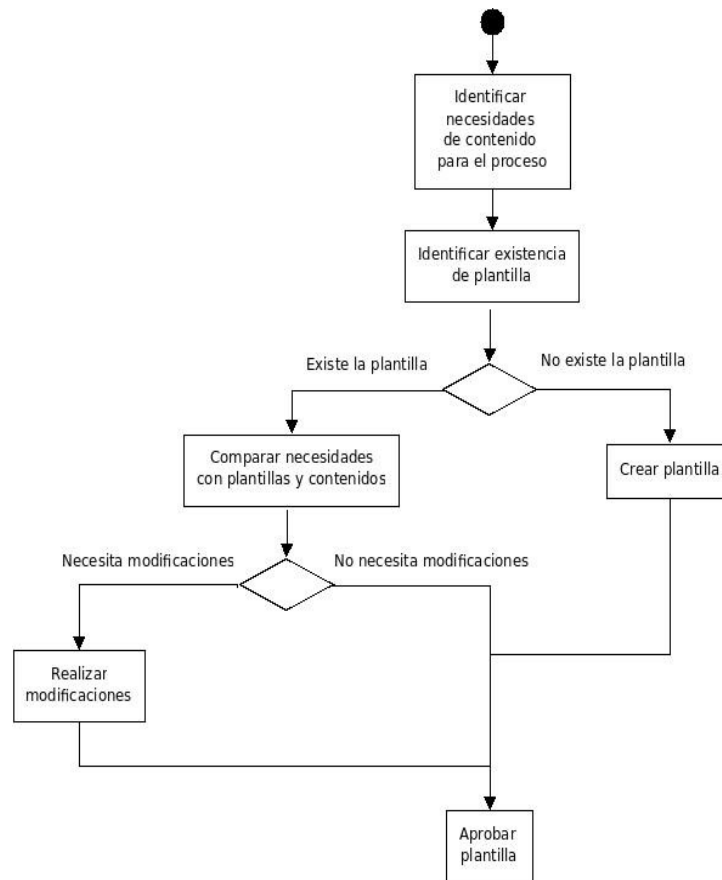 Identificar
necesidades
de contenido
para el proceso
Identificar existencia
de plantilla
Existe la plantilla
No existe la plantilla
Comparar necesidades
con plantillas y contenidos
Crear plantilla
Necesita modificaciones
No necesita modificaciones
Realizar
modificaciones
Aprobar
plantilla